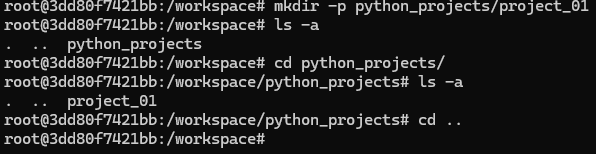 root@3dd80f7421bb:/workspace# mkdir -p python_projects/project_01
root@3dd80f7421bb:/workspace# ls -a
.  ..  python_projects
root@3dd80f7421bb:/workspace# cd python_projects/
root@3dd80f7421bb:/workspace/python_projects# ls -a
.  ..  project_01
root@3dd80f7421bb:/workspace/python_projects# cd ..
root@3dd80f7421bb:/workspace#